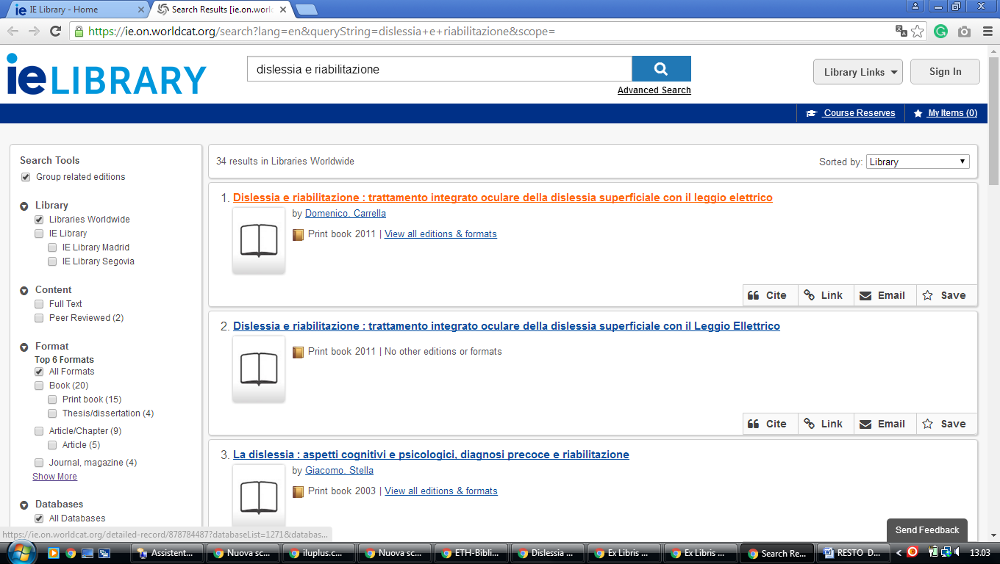 IE Library - Home
Search Results [ie.on.worldc
https://ie.on.worldcat.org/search?lang=en&queryString=dislessia+e+riabilitazione&scope=
ie LIBRARY
dislessia e riabilitazione
Advanced Search
Library Links
Sign In
Course Reserves
My Items (0)
Search Tools
Group related editions
Library
Libraries Worldwide
IE Library
IE Library Madrid
IE Library Segovia
Content
Full Text
Peer Reviewed (2)
Format
Top 6 Formats
All Formats
Book (20)
Print book (15)
Thesis/dissertation (4)
Article/Chapter (9)
Article (5)
Journal, magazine (4)
Show More
Databases
All Databases
34 results in Libraries Worldwide
Sorted by: Library
1. Dislessia e riabilitazione : trattamento integrato oculare della dislessia superficiale con il leggio elettrico
by Domenico. Carrella
Print book 2011 | View all editions & formats
Cite Link Email Save
2. Dislessia e riabilitazione : trattamento integrato oculare della dislessia superficiale con il Leggio Ellettrico
Print book 2011 | No other editions or formats
Cite Link Email Save
3. La dislessia : aspetti cognitivi e psicologici, diagnosi precoce e riabilitazione
by Giacomo. Stella
Print book 2003 | View all editions & formats
Send Feedback
https://ie.on.worldcat.org/detailed-record/878784487?databaseList=1271&databas...
Assistent...
Nuova sc...
iluplus.c...
Nuova sc...
ETH-Bibli...
Dislessia ...
Ex Libris ...
Ex Libris ...
Search Re...
RESTO D...
13.03